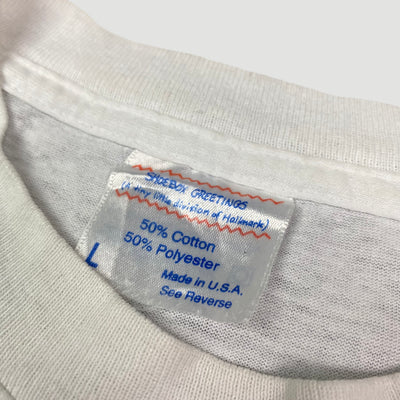 SHOEBOX GREETINGS
(A tiny little division of Hallmark)
50% Cotton
50% Polyester
L
Made in U.S.A.
See Reverse